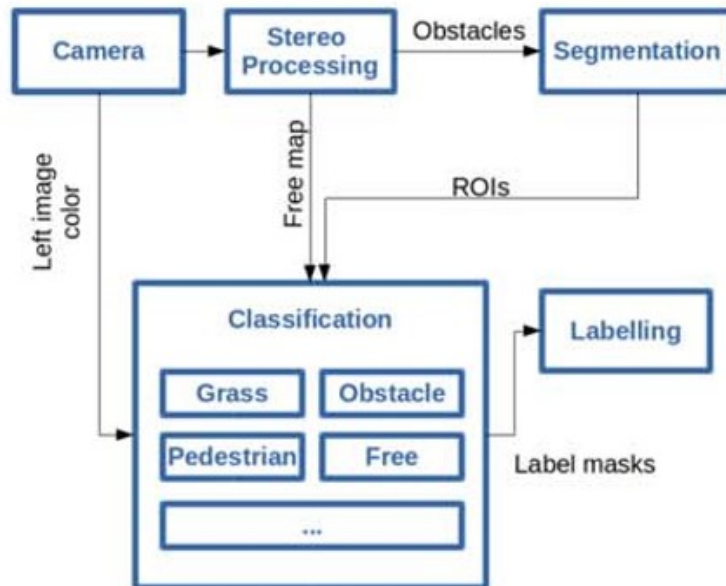 Camera
Stereo
Processing
Obstacles
Segmentation
Left image
color
Free map
ROIs
Classification
Grass
Obstacle
Pedestrian
Free
...
Labelling
Label masks